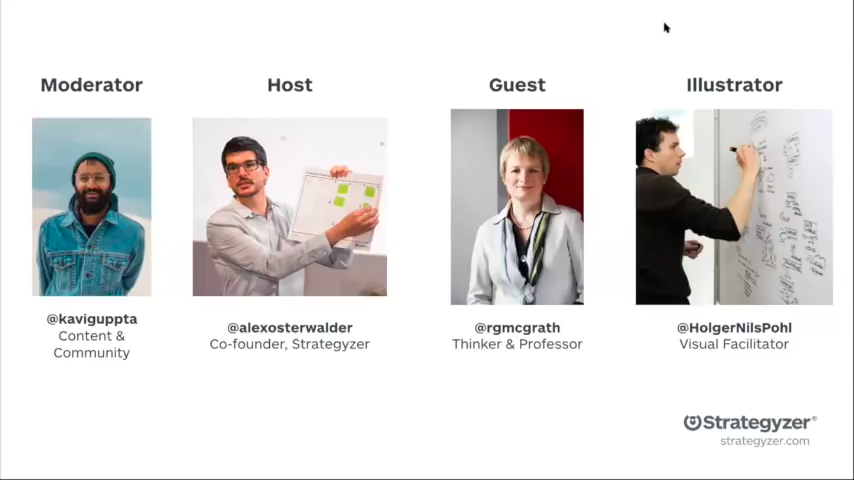 Moderator
Host
Guest
Illustrator
@kaviguppta
Content &
Community
@alexosterwalder
Co-founder, Strategyzer
@rgmcgrath
Thinker & Professor
@HolgerNilsPohl
Visual Facilitator
Strategyzer®
strategyzer.com